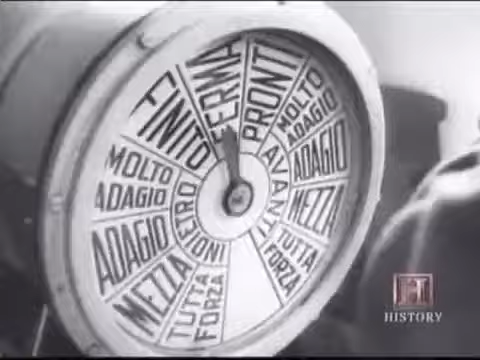 FERMA
PRONTI
MOLTO
ADAGIO
ADAGIO
MEZZA
TUTTA
FORZA
AVANTI
FINITO
MOLTO
ADAGIO
ADAGIO
MEZZA
TUTTA
FORZA
INDIETRO
H
HISTORY